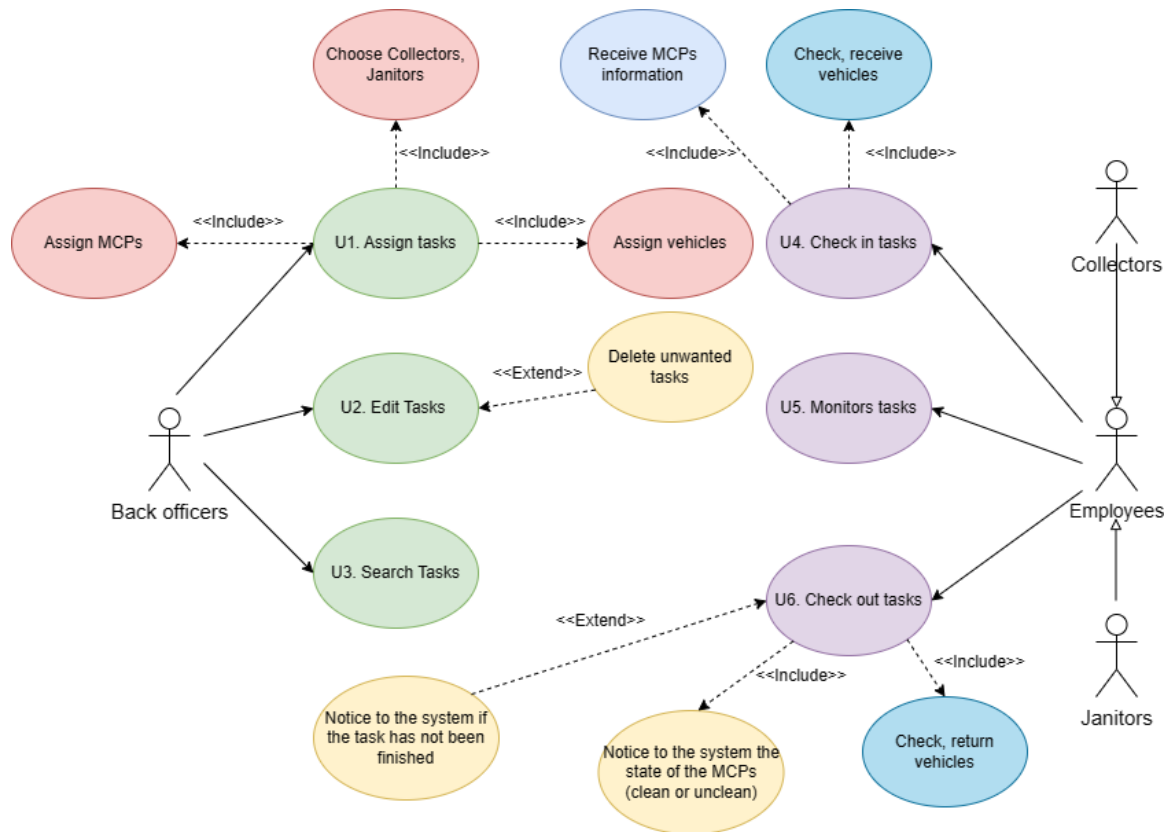 Choose Collectors,
Janitors
Receive MCPs
information
Check, receive
vehicles
<<Include>>
<<Include>>
<<Include>>
<<Include>>
<<Include>>
Assign MCPs
U1. Assign tasks
Assign vehicles
U4. Check in tasks
Collectors
<<Extend>>
Delete unwanted
tasks
U2. Edit Tasks
U5. Monitors tasks
Back officers
Employees
U3. Search Tasks
U6. Check out tasks
<<Extend>>
<<Include>>
<<Include>>
Janitors
Notice to the system if
the task has not been
finished
Notice to the system the
state of the MCPs
(clean or unclean)
Check, return
vehicles